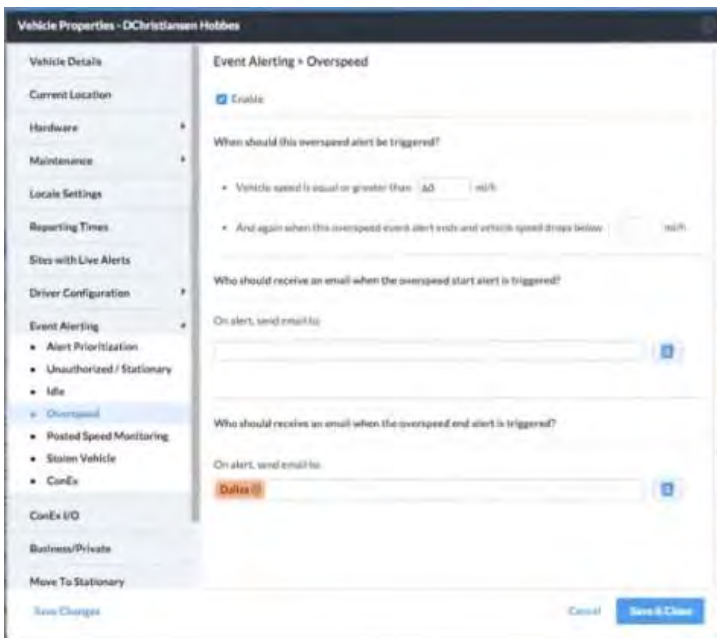 Vehicle Properties - DChristiansen Hobbes
Vehicle Details
Current Location
Hardware
Maintenance
Locale Settings
Reporting Times
Sites with Live Alerts
Driver Configuration
Event Alerting
Alert Prioritization
Unauthorized / Stationary
Idle
Overspeed
Posted Speed Monitoring
Stolen Vehicle
ConEx
ConEx I/O
Business/Private
Move To Stationary
Event Alerting > Overspeed
Enable
When should this overspeed alert be triggered?
Vehicle speed is equal or greater than 60 mi/h
And again when this overspeed event alert ends and vehicle speed drops below mi/h
Who should receive an email when the overspeed start alert is triggered?
On alert, send email to:
Who should receive an email when the overspeed end alert is triggered?
On alert, send email to:
Dallas
Save Changes
Cancel
Save & Close